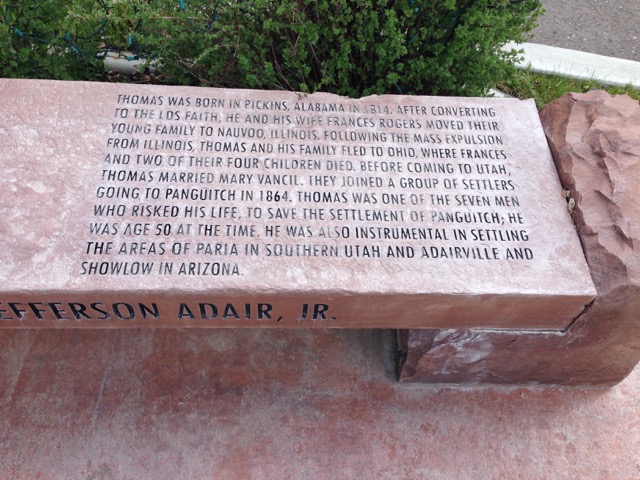 THOMAS WAS BORN IN PICKINS, ALABAMA IN 1814. AFTER CONVERTING
TO THE LDS FAITH, HE AND HIS WIFE FRANCES ROGERS MOVED THEIR
YOUNG FAMILY TO NAUVOO, ILLINOIS. FOLLOWING THE MASS EXPULSION
FROM ILLINOIS, THOMAS AND HIS FAMILY FLED TO OHIO, WHERE FRANCES
AND TWO OF THEIR FOUR CHILDREN DIED. BEFORE COMING TO UTAH,
THOMAS MARRIED MARY VANCIL. THEY JOINED A GROUP OF SETTLERS
GOING TO PANGUITCH IN 1864. THOMAS WAS ONE OF THE SEVEN MEN
WHO RISKED HIS LIFE, TO SAVE THE SETTLEMENT OF PANGUITCH; HE
WAS AGE 50 AT THE TIME. HE WAS ALSO INSTRUMENTAL IN SETTLING
THE AREAS OF PARIA IN SOUTHERN UTAH AND ADAIRVILLE AND
SHOWLOW IN ARIZONA.
EFFERSON ADAIR, JR.